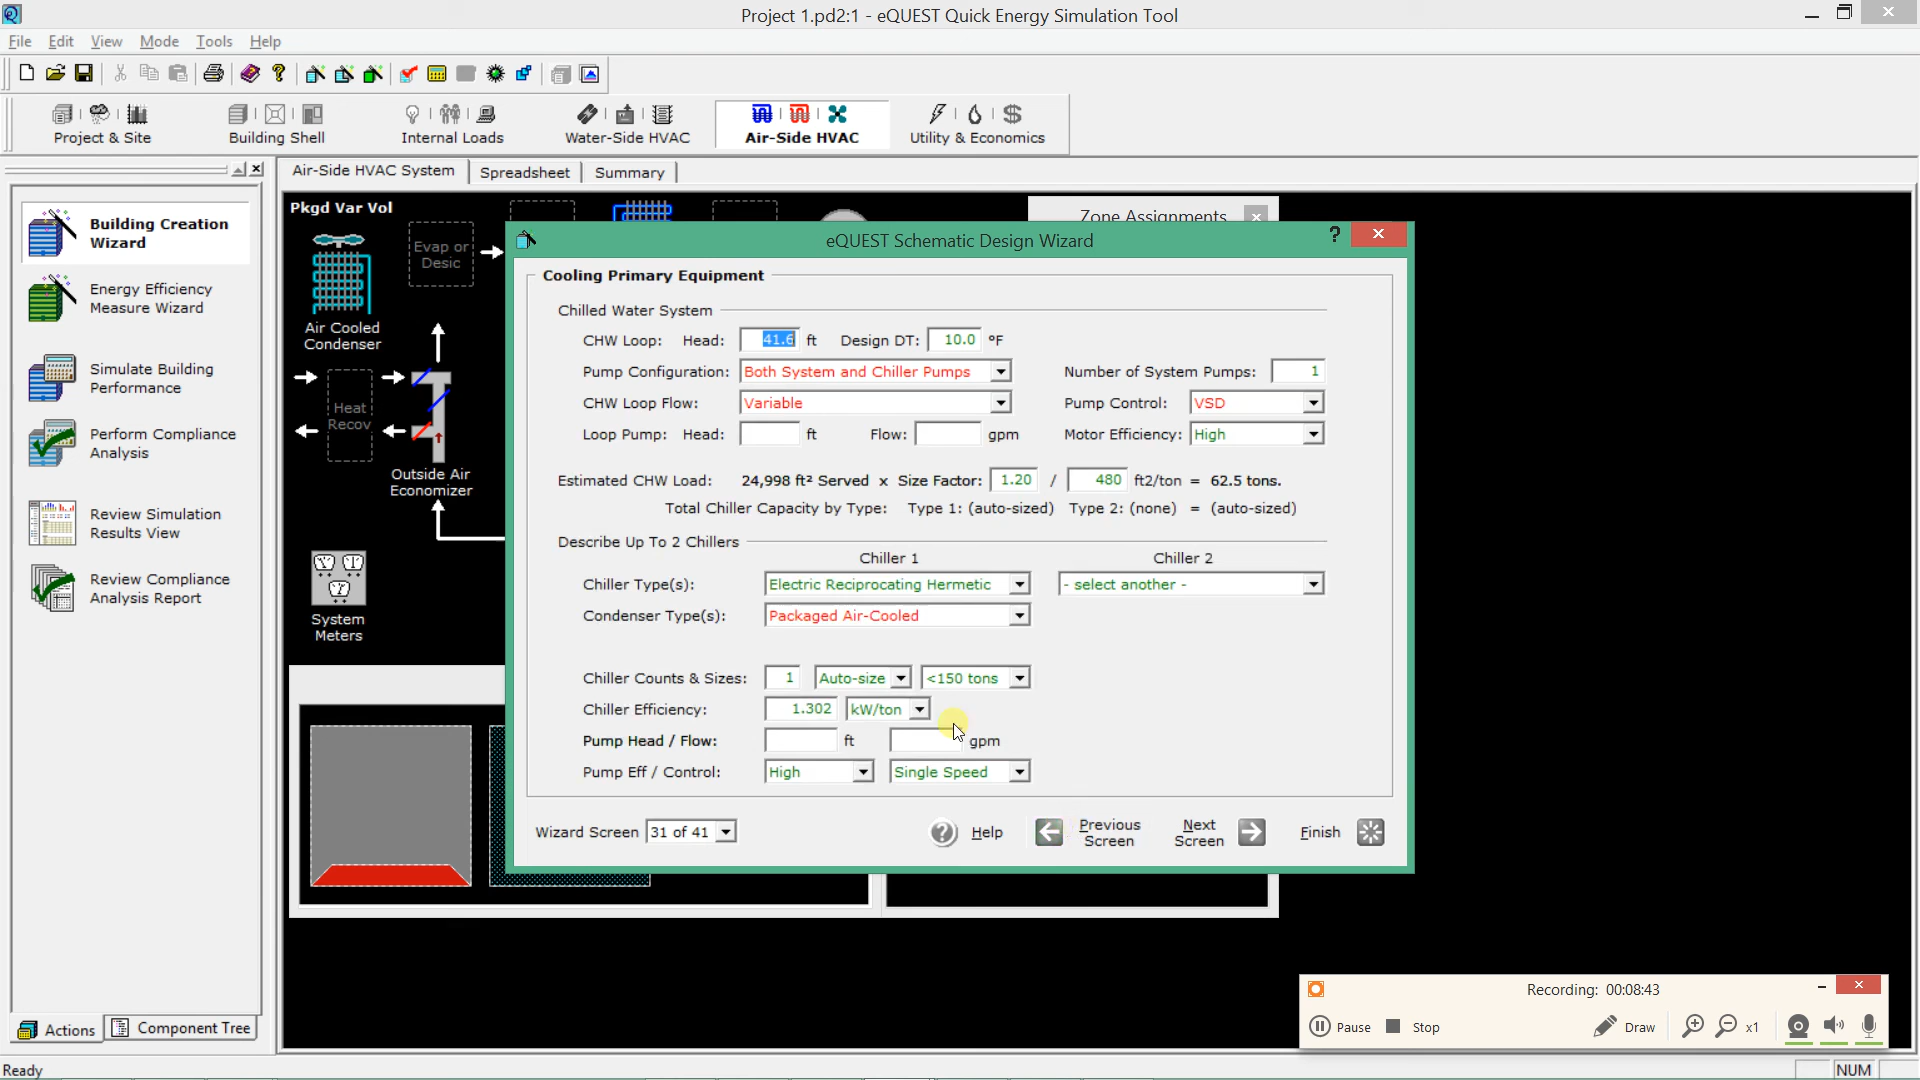 Project 1.pd2:1 - eQUEST Quick Energy Simulation Tool
File Edit View Mode Tools Help
Project & Site Building Shell Internal Loads Water-Side HVAC Air-Side HVAC Utility & Economics
Air-Side HVAC System Spreadsheet Summary
Building Creation
Wizard
Energy Efficiency
Measure Wizard
Simulate Building
Performance
Perform Compliance
Analysis
Review Simulation
Results View
Review Compliance
Analysis Report
Actions Component Tree
Pkgd Var Vol
Evap or
Desic
Air Cooled
Condenser
Heat
Recov
Outside Air
Economizer
System
Meters
Zone Assignments
eQUEST Schematic Design Wizard
Cooling Primary Equipment
Chilled Water System
CHW Loop: Head: 41.6 ft Design DT: 10.0 °F
Pump Configuration: Both System and Chiller Pumps Number of System Pumps: 1
CHW Loop Flow: Variable Pump Control: VSD
Loop Pump: Head: ft Flow: gpm Motor Efficiency: High
Estimated CHW Load: 24,998 ft² Served x Size Factor: 1.20 / 480 ft2/ton = 62.5 tons.
Total Chiller Capacity by Type: Type 1: (auto-sized) Type 2: (none) = (auto-sized)
Describe Up To 2 Chillers
Chiller 1 Chiller 2
Chiller Type(s): Electric Reciprocating Hermetic - select another -
Condenser Type(s): Packaged Air-Cooled
Chiller Counts & Sizes: 1 Auto-size <150 tons
Chiller Efficiency: 1.302 kW/ton
Pump Head / Flow: ft gpm
Pump Eff / Control: High Single Speed
Wizard Screen 31 of 41 Help Previous Screen Next Screen Finish
Recording: 00:08:43
Pause Stop Draw x1
Ready NUM